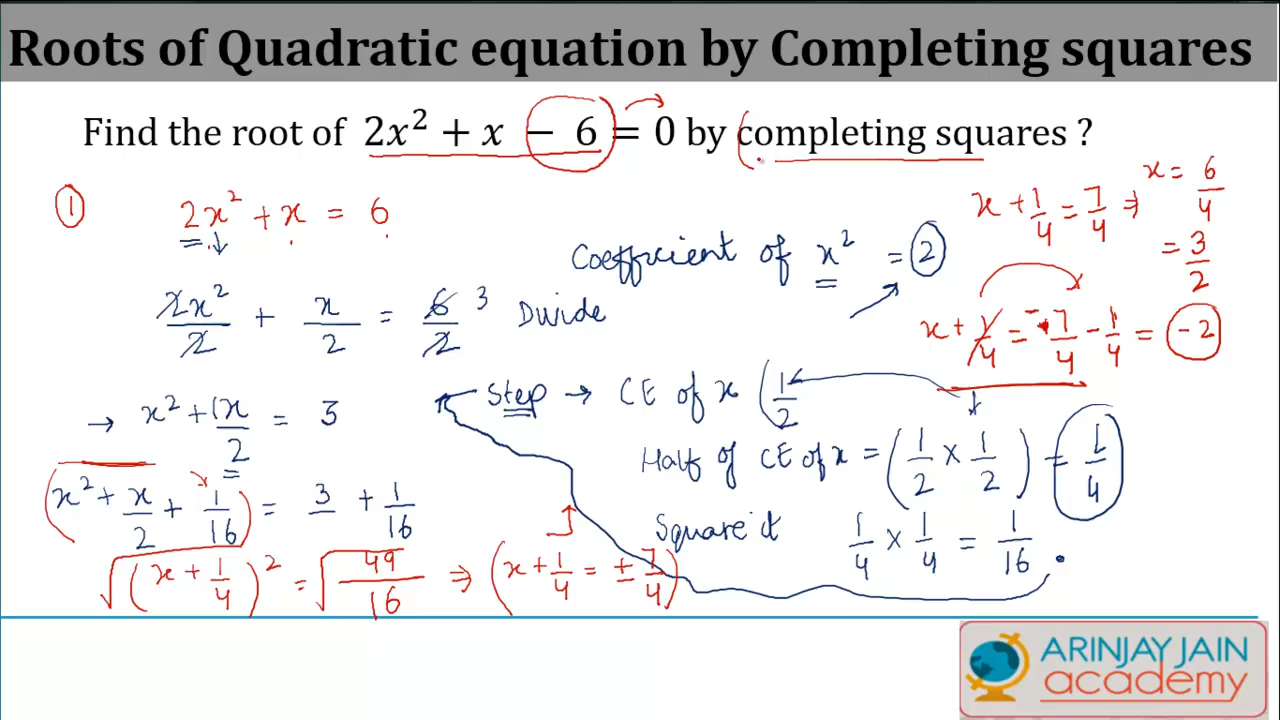 Roots of Quadratic equation by Completing squares
Find the root of 2x² + x − 6 = 0 by completing squares ?
① 2x² + x = 6
x + 1/4 = 7/4 ⇒ x = 6/4
= 3/2
Coefficient of x² = 2
2x²/2 + x/2 = 6/2 3 Divide
x + 1/4 = -7/4 - 1/4 = -2
Step → CE of x (1/2
→ x² + 1x/2 = 3
Half of CE of x = (1/2 × 1/2) = 1/4
(x² + x/2 + 1/16) = 3 + 1/16
Square it 1/4 × 1/4 = 1/16
√(x + 1/4)² = √49/16 ⇒ (x + 1/4 = ± 7/4)
ARINJAY JAIN
academy